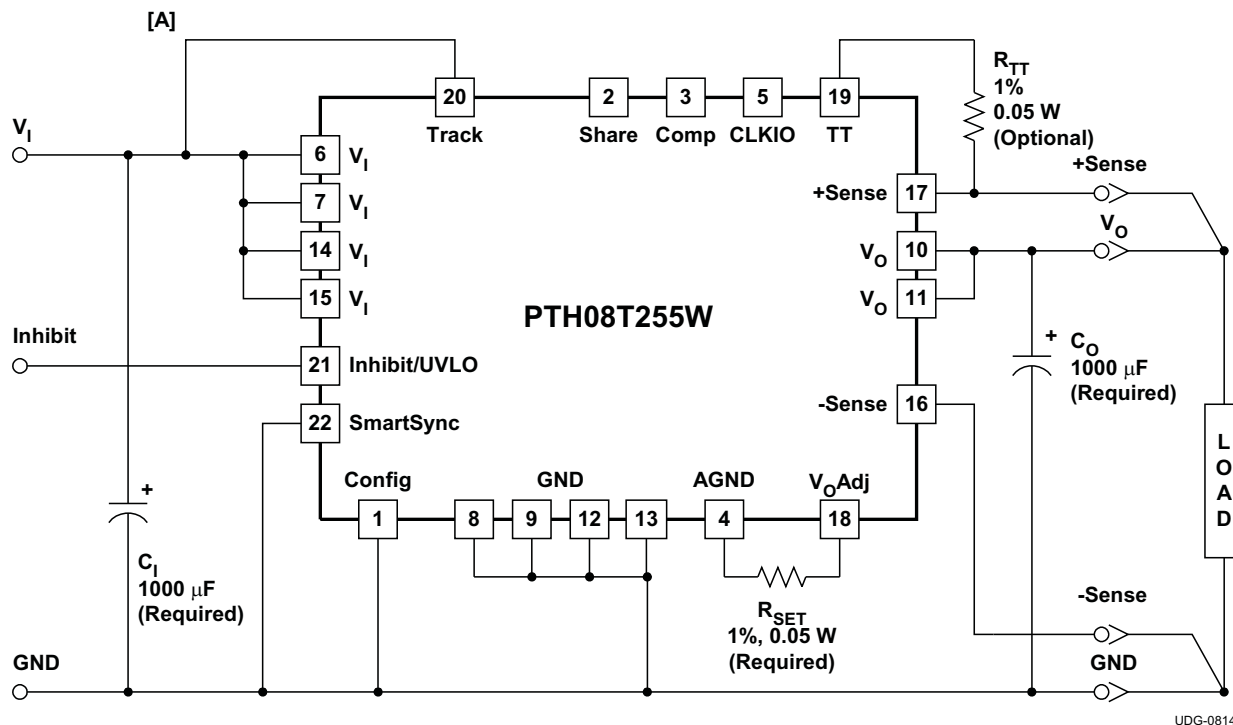 [A]
20
Track
2
Share
3
Comp
5
CLKIO
19
TT
R_TT
1%
0.05 W
(Optional)
V_I
6 V_I
7 V_I
14 V_I
15 V_I
+Sense 17
+Sense
V_O 10
V_O
V_O 11
PTH08T255W
Inhibit
21 Inhibit/UVLO
22 SmartSync
-Sense 16
+
C_O
1000 μF
(Required)
LOAD
Config
1
GND
8
9
12
13
AGND
4
V_OAdj
18
+
C_I
1000 μF
(Required)
R_SET
1%, 0.05 W
(Required)
-Sense
GND
GND